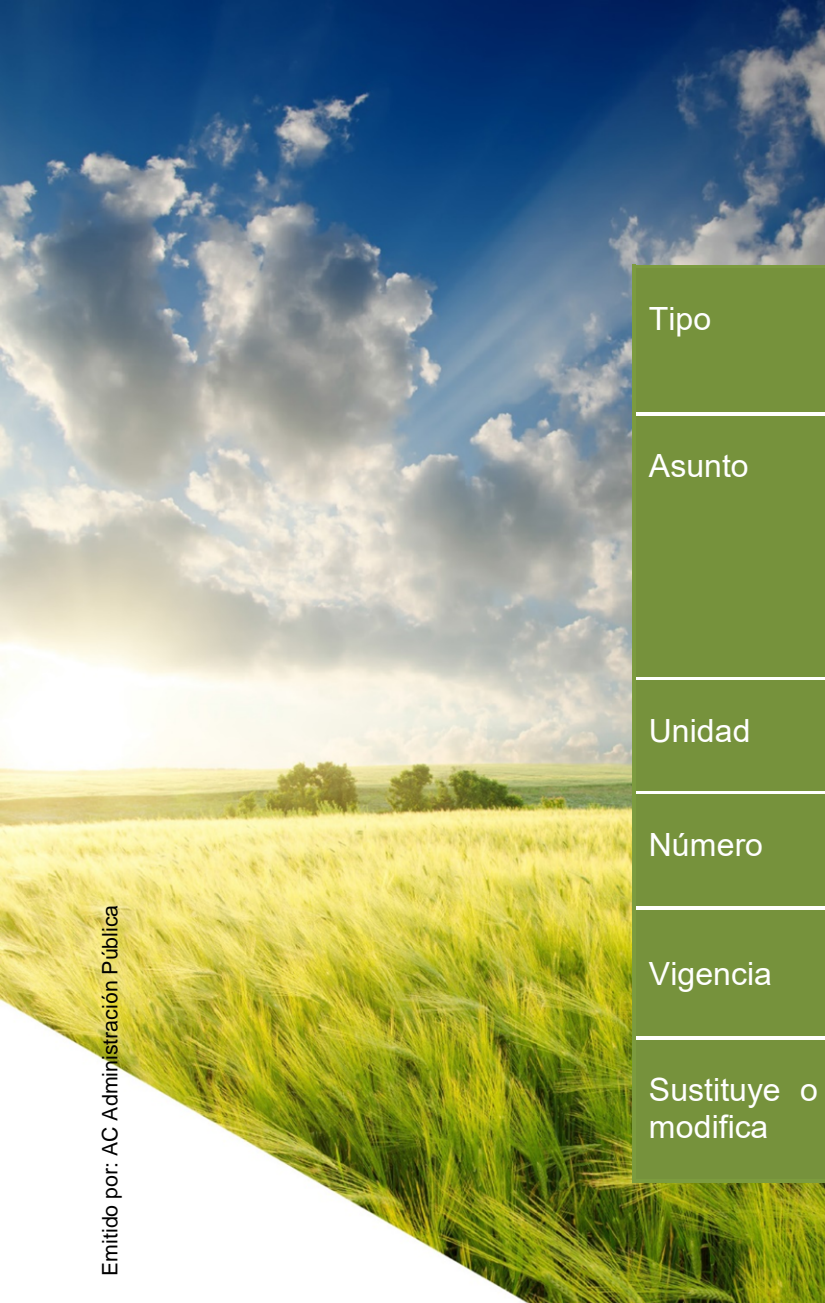 Tipo
Asunto
Unidad
Número
Vigencia
Sustituye o
modifica
Emitido por: AC Administración Pública